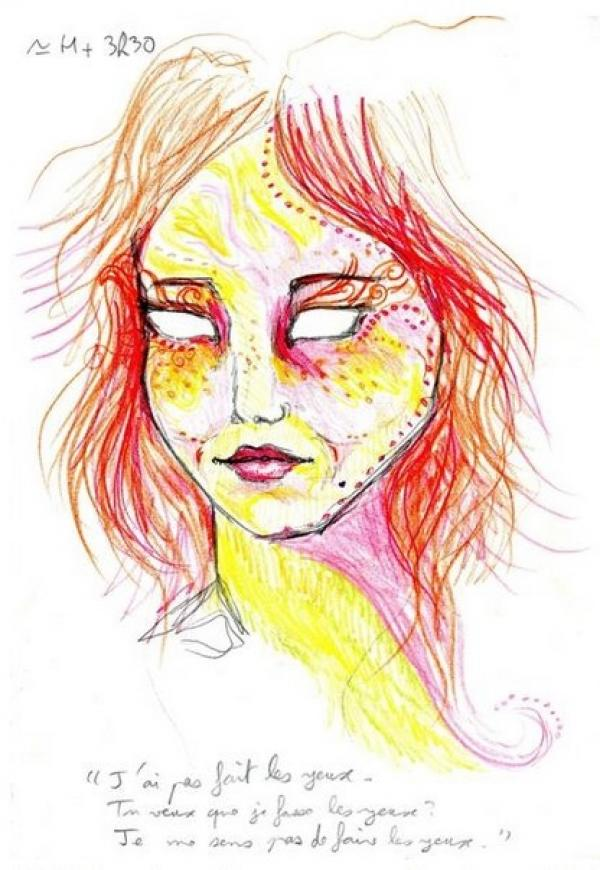 ≃ H + 3h30
"J'ai pas fait les yeux.
Tu veux que je fasse les yeux?
Je me sens pas de faire les yeux."